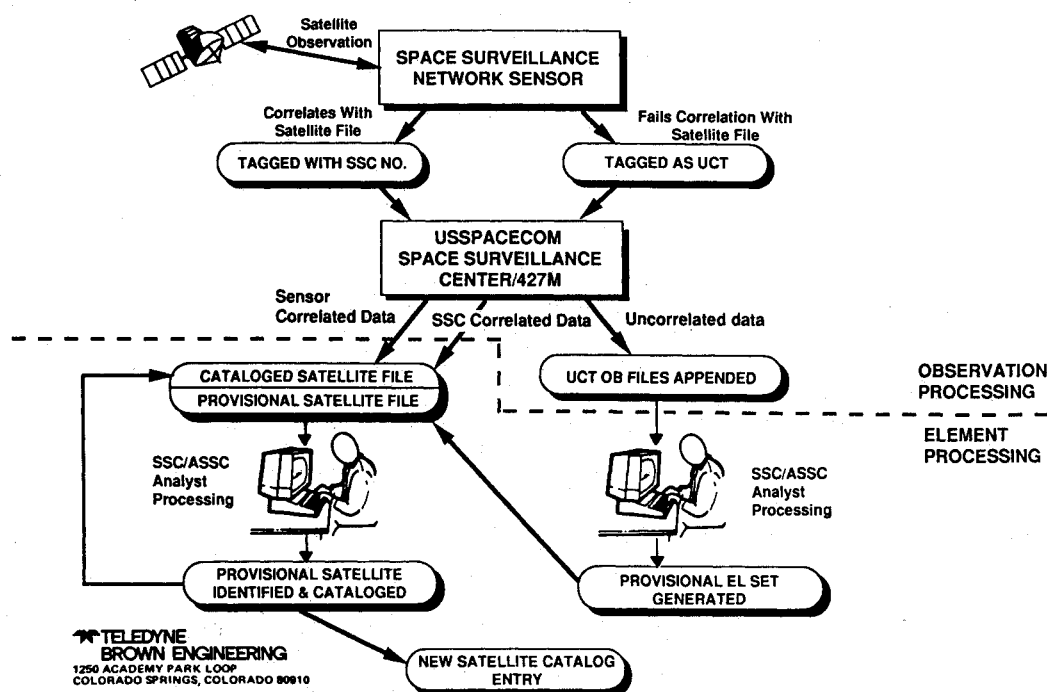 Satellite
Observation
SPACE SURVEILLANCE
NETWORK SENSOR
Correlates With
Satellite File
Fails Correlation With
Satellite File
TAGGED WITH SSC NO.
TAGGED AS UCT
USSPACECOM
SPACE SURVEILLANCE
CENTER/427M
Sensor
Correlated Data
SSC Correlated Data
Uncorrelated data
CATALOGED SATELLITE FILE
PROVISIONAL SATELLITE FILE
UCT OB FILES APPENDED
OBSERVATION
PROCESSING
ELEMENT
PROCESSING
SSC/ASSC
Analyst
Processing
SSC/ASSC
Analyst
Processing
PROVISIONAL SATELLITE
IDENTIFIED & CATALOGED
PROVISIONAL EL SET
GENERATED
NEW SATELLITE CATALOG
ENTRY
TELEDYNE
BROWN ENGINEERING
1250 ACADEMY PARK LOOP
COLORADO SPRINGS, COLORADO 80910